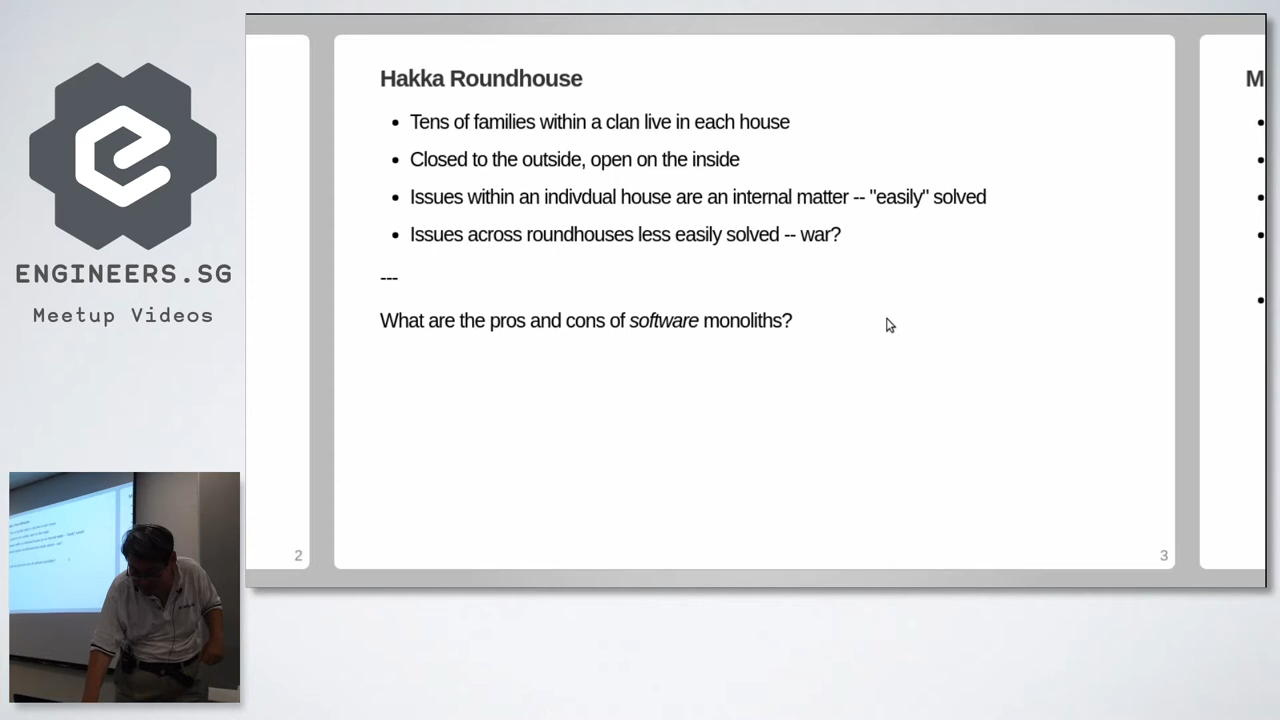 ENGINEERS.SG
Meetup Videos
Hakka Roundhouse
• Tens of families within a clan live in each house
• Closed to the outside, open on the inside
• Issues within an indivdual house are an internal matter -- "easily" solved
• Issues across roundhouses less easily solved -- war?
---
What are the pros and cons of software monoliths?
2
3
M